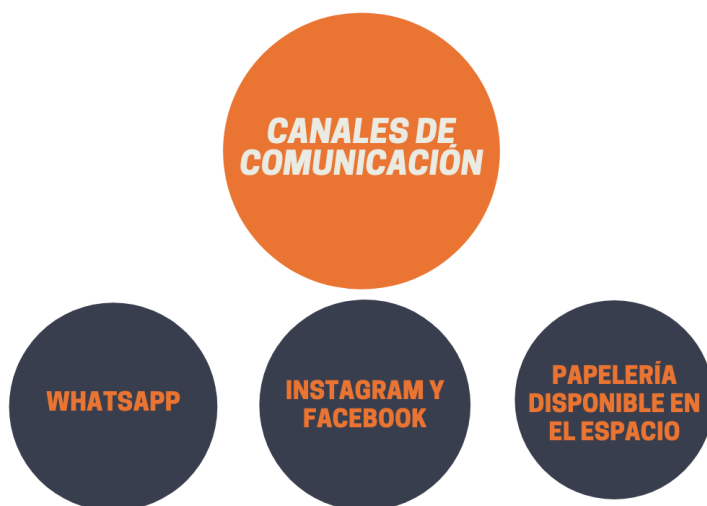 CANALES DE
COMUNICACIÓN
WHATSAPP
INSTAGRAM Y
FACEBOOK
PAPELERÍA
DISPONIBLE EN
EL ESPACIO